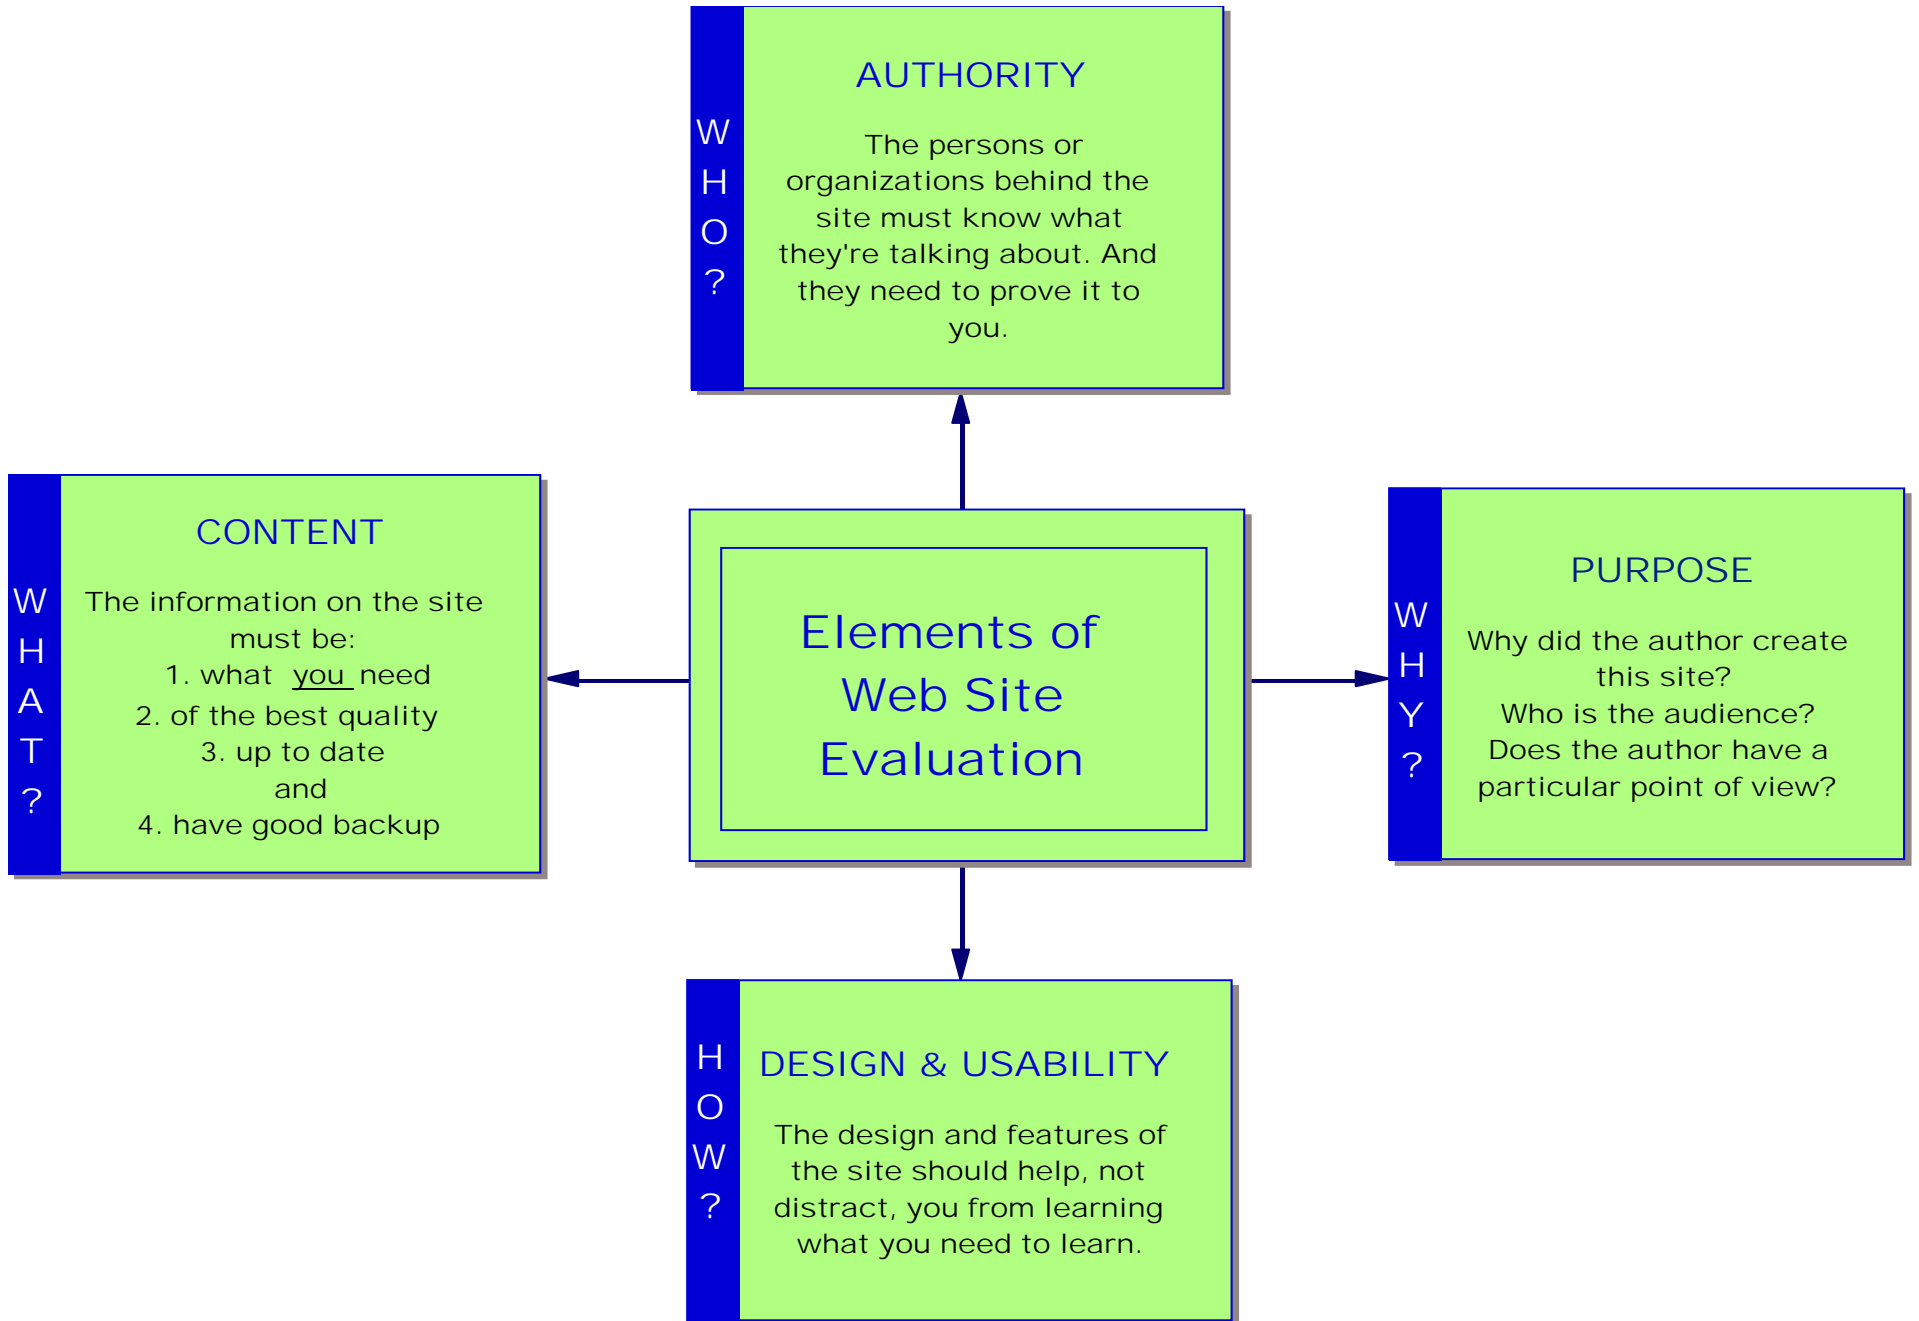 W
H
O
?
AUTHORITY
The persons or
organizations behind the
site must know what
they're talking about. And
they need to prove it to
you.
W
H
A
T
?
CONTENT
The information on the site
must be:
1. what you need
2. of the best quality
3. up to date
and
4. have good backup
Elements of
Web Site
Evaluation
W
H
Y
?
PURPOSE
Why did the author create
this site?
Who is the audience?
Does the author have a
particular point of view?
H
O
W
?
DESIGN & USABILITY
The design and features of
the site should help, not
distract, you from learning
what you need to learn.